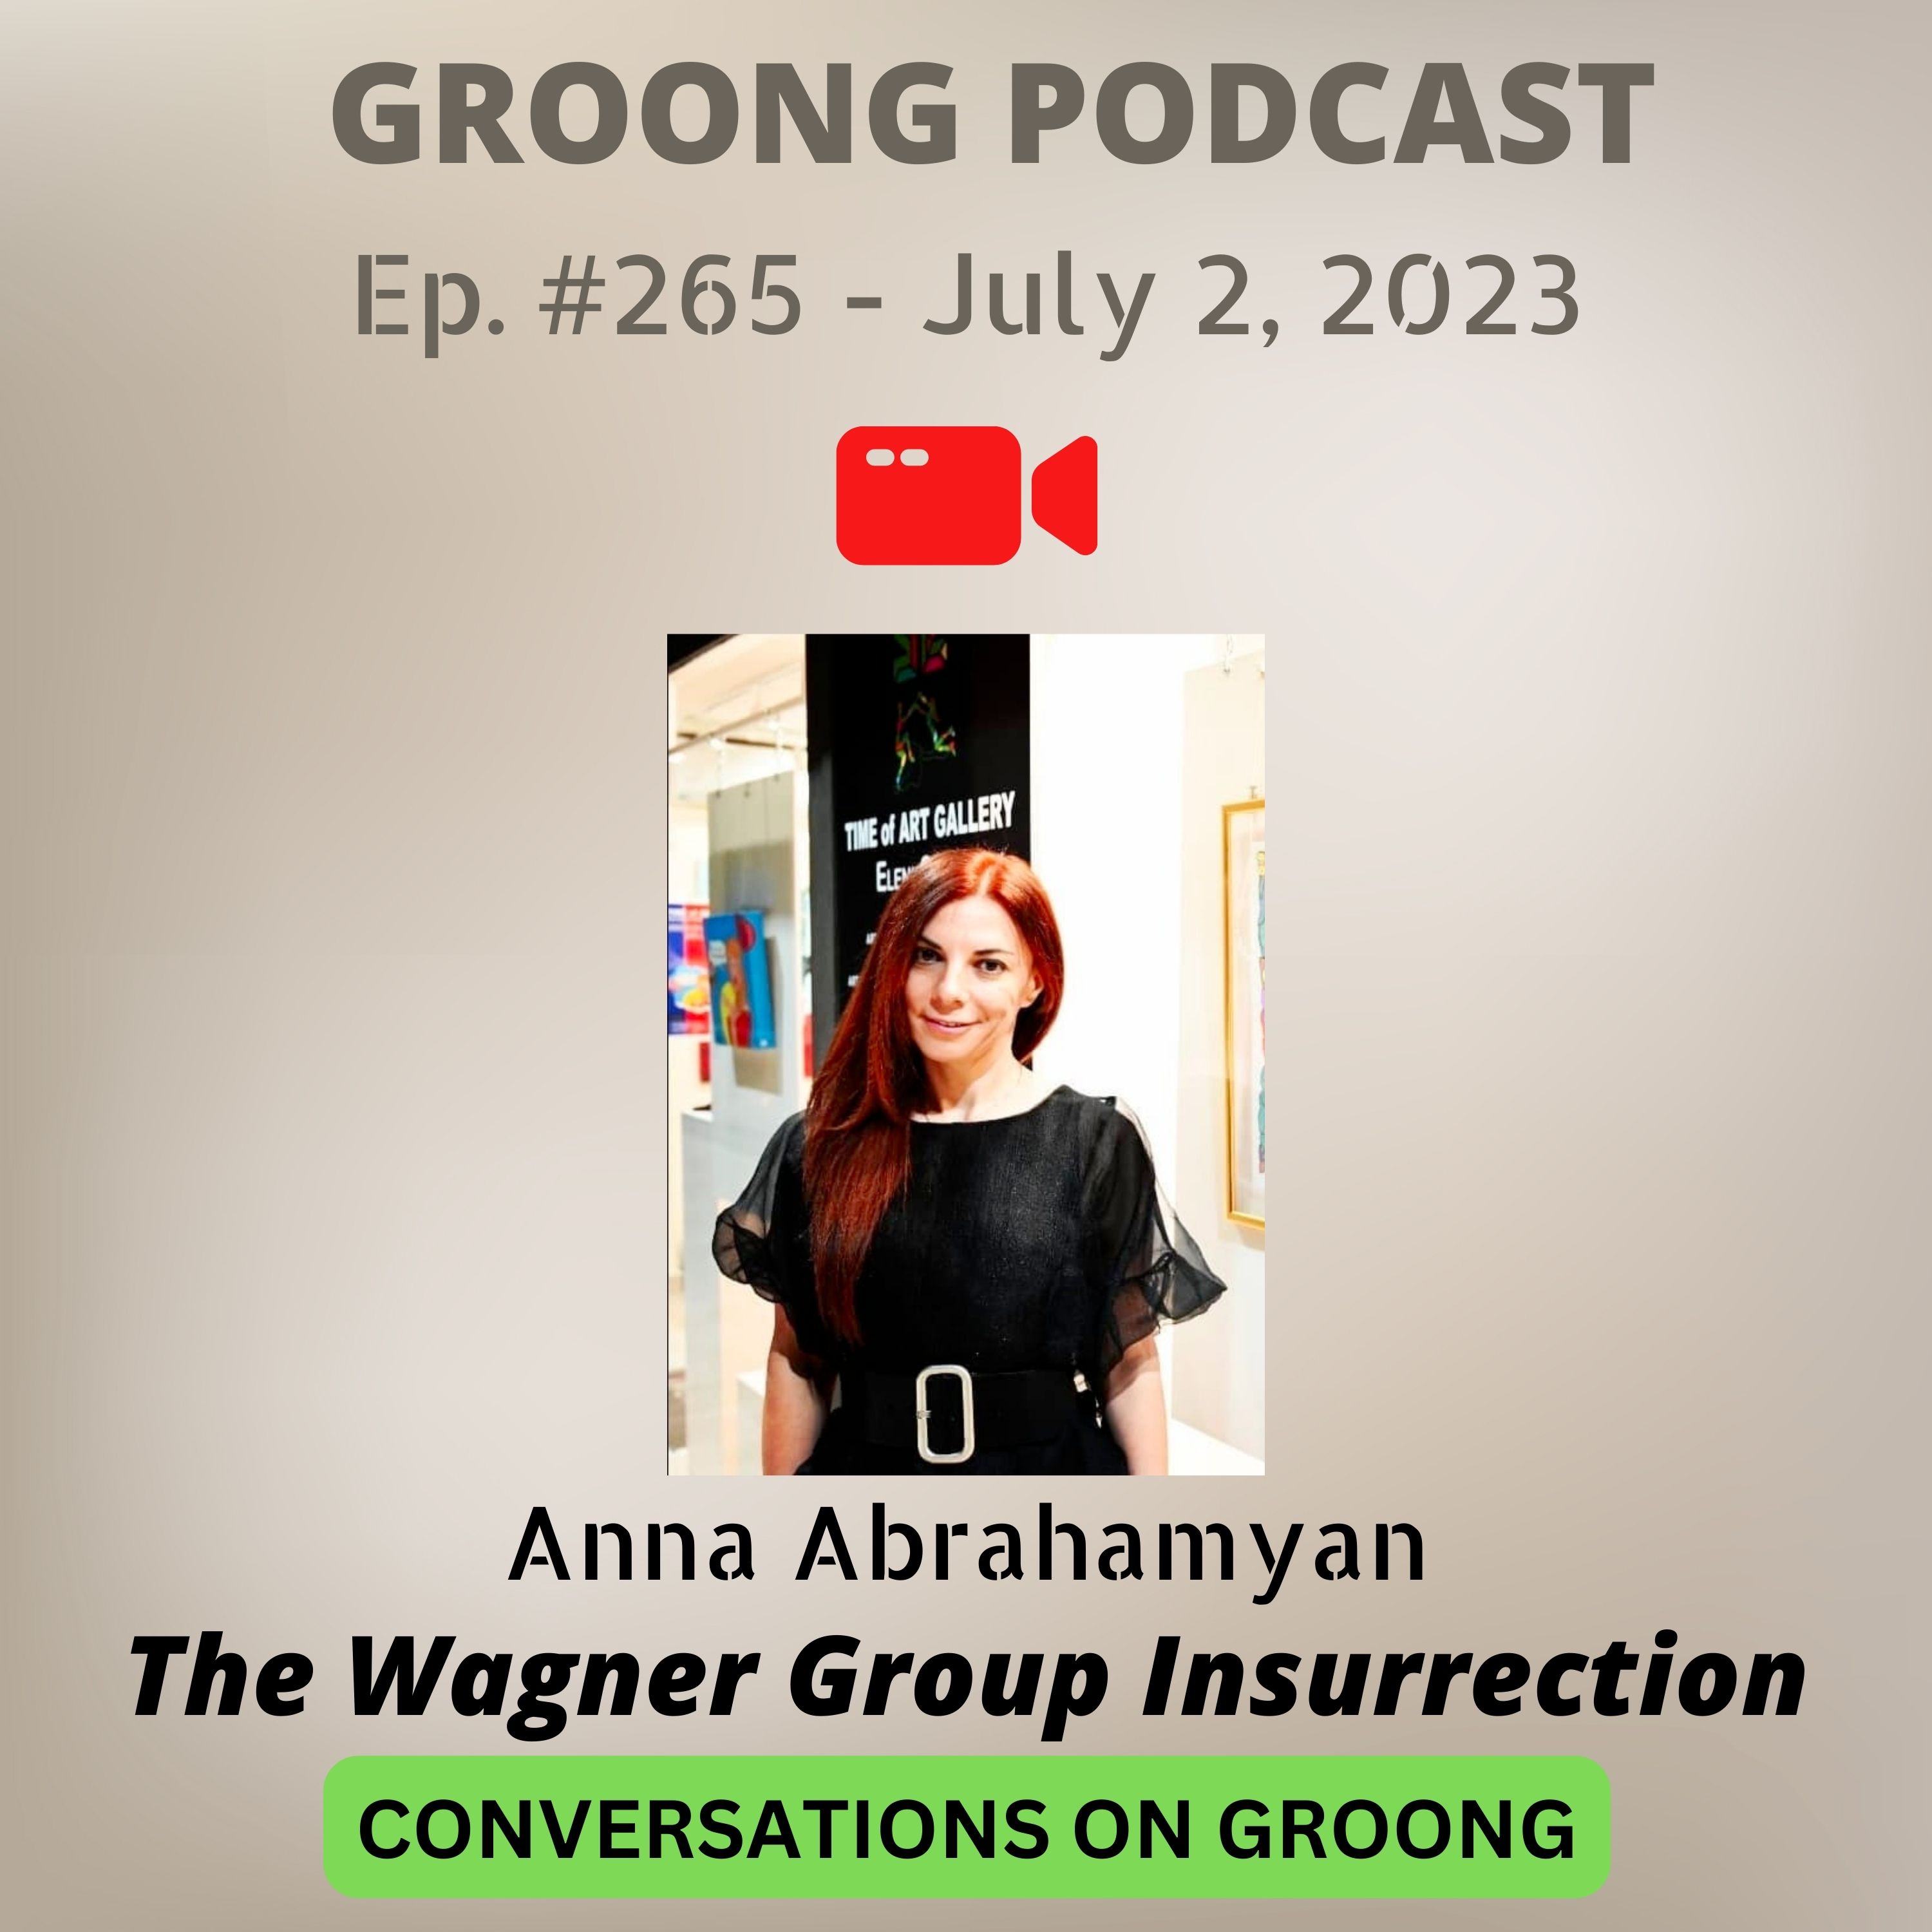 GROONG PODCAST
Ep. #265 - July 2, 2023
TIME of ART GALLERY
Anna Abrahamyan
The Wagner Group Insurrection
CONVERSATIONS ON GROONG